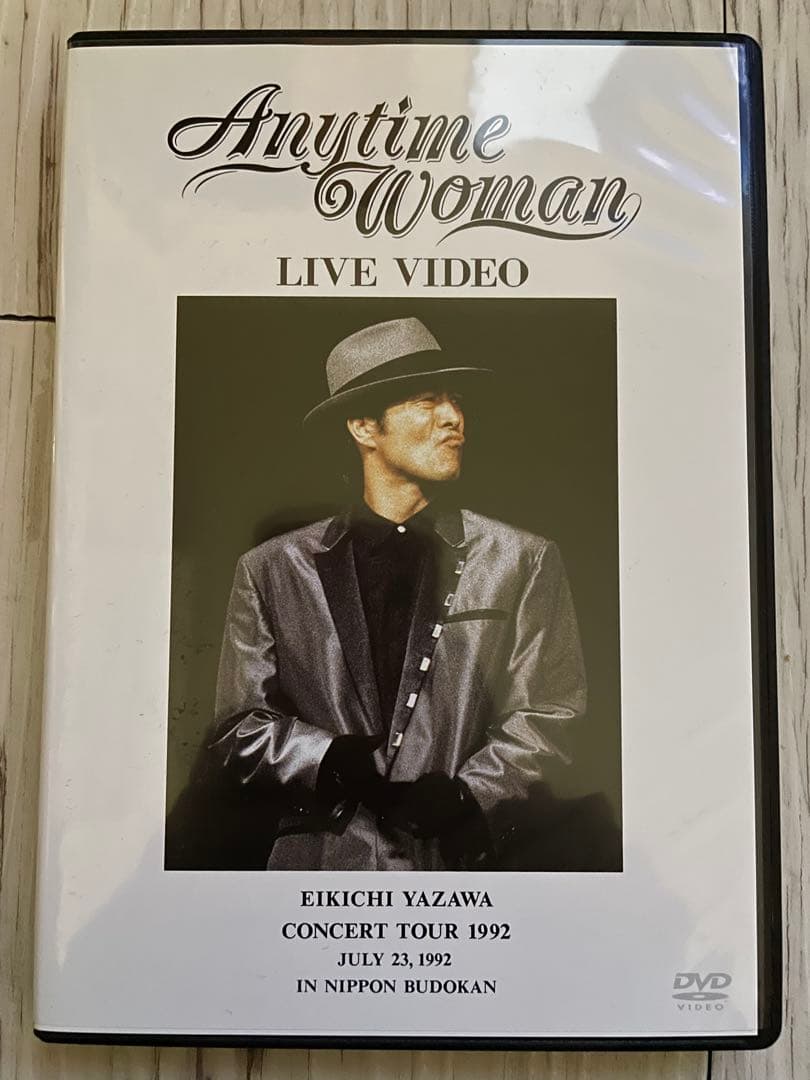 Anytime
Woman
LIVE VIDEO
EIKICHI YAZAWA
CONCERT TOUR 1992
JULY 23, 1992
IN NIPPON BUDOKAN
DVD
VIDEO